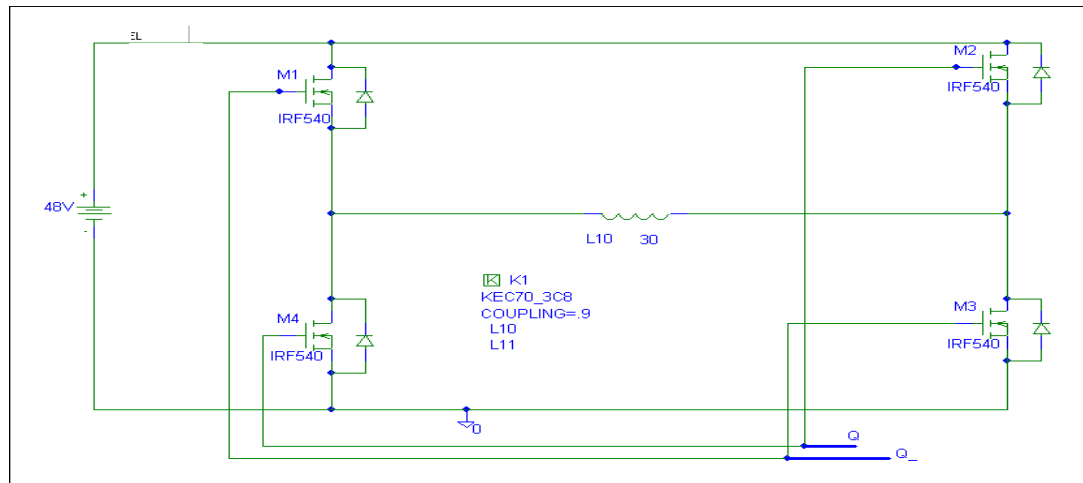 M1
IRF540
M2
IRF540
48V
+
-
L10 30
K K1
KEC70_3C8
COUPLING=.9
L10
L11
M4
IRF540
M3
IRF540
0
Q
Q_